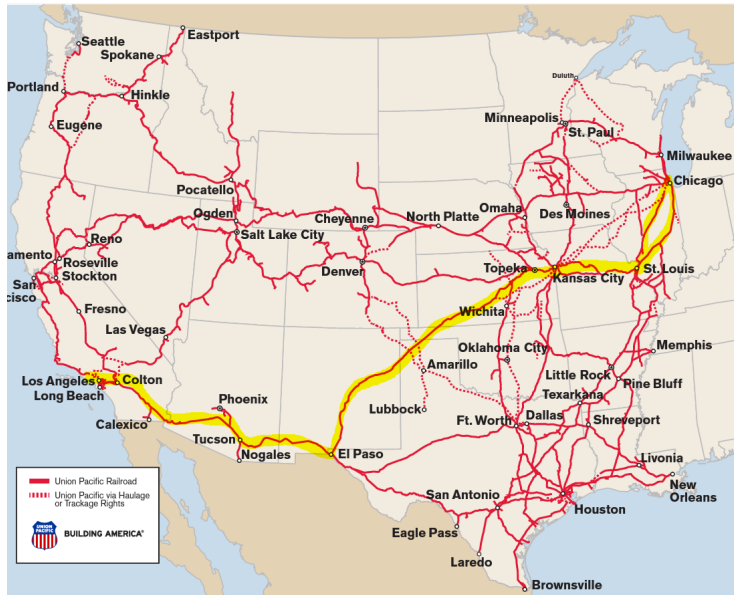 Eastport
Seattle
Spokane
Portland
Hinkle
Eugene
Duluth
Minneapolis
St. Paul
Milwaukee
Chicago
Pocatello
Ogden
Cheyenne
North Platte
Omaha
Des Moines
Reno
Salt Lake City
amento
Roseville
Stockton
San
cisco
Denver
Topeka
Kansas City
St. Louis
Fresno
Wichita
Las Vegas
Oklahoma City
Memphis
Los Angeles
Colton
Long Beach
Amarillo
Little Rock
Pine Bluff
Phoenix
Texarkana
Lubbock
Calexico
Ft. Worth
Dallas
Shreveport
Tucson
Nogales
El Paso
Livonia
New
Orleans
San Antonio
Houston
Eagle Pass
Laredo
Brownsville
Union Pacific Railroad
Union Pacific via Haulage
or Trackage Rights
UNION
PACIFIC
BUILDING AMERICA®